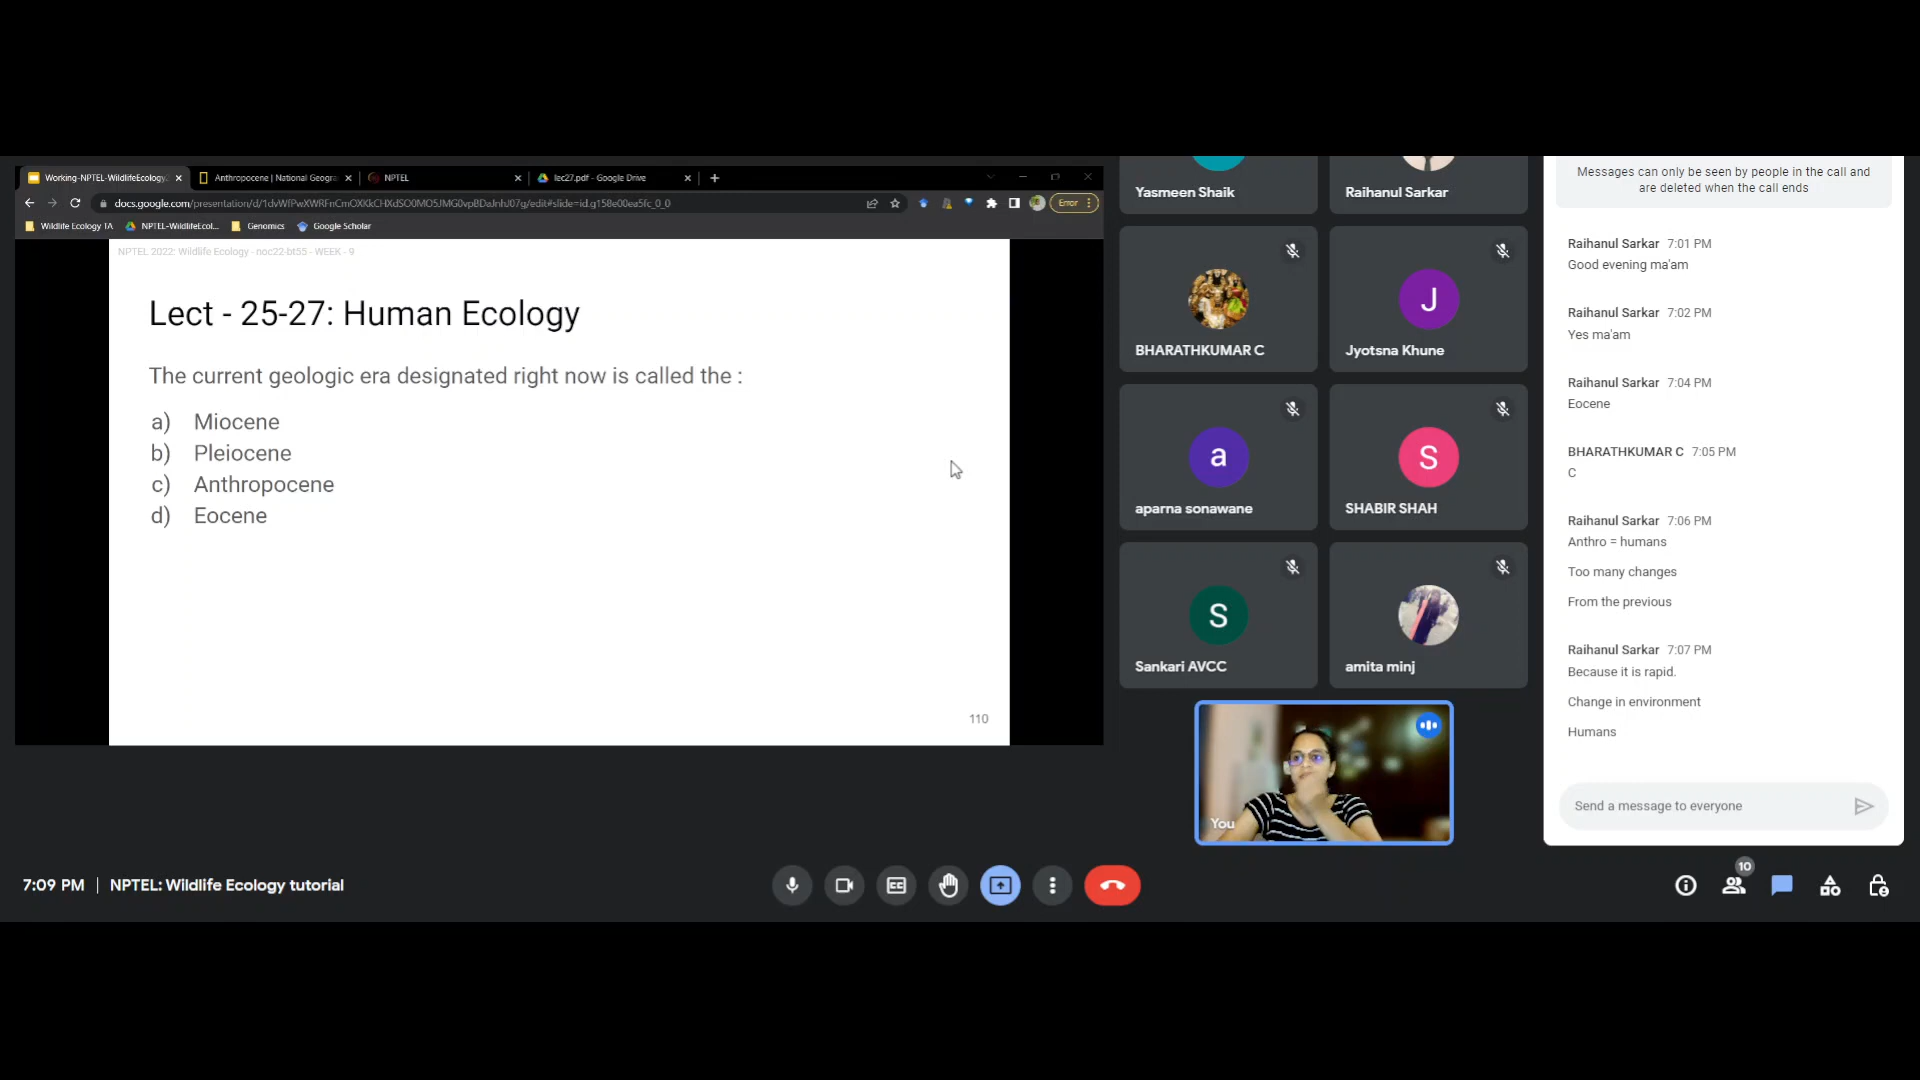 Working-NPTEL-WildlifeEcology
Anthropocene | National Geogra
NPTEL
lec27.pdf - Google Drive
Error
Wildlife Ecology IA
NPTEL-WildlifeEcol...
Genomics
Google Scholar
NPTEL 2022: Wildlife Ecology - noc22-bt55 - WEEK - 9
Lect - 25-27: Human Ecology
The current geologic era designated right now is called the :
a) Miocene
b) Pleiocene
c) Anthropocene
d) Eocene
110
Yasmeen Shaik
Raihanul Sarkar
BHARATHKUMAR C
J
Jyotsna Khune
a
aparna sonawane
S
SHABIR SHAH
S
Sankari AVCC
amita minj
You
Messages can only be seen by people in the call and
are deleted when the call ends
Raihanul Sarkar 7:01 PM
Good evening ma'am
Raihanul Sarkar 7:02 PM
Yes ma'am
Raihanul Sarkar 7:04 PM
Eocene
BHARATHKUMAR C 7:05 PM
C
Raihanul Sarkar 7:06 PM
Anthro = humans
Too many changes
From the previous
Raihanul Sarkar 7:07 PM
Because it is rapid.
Change in environment
Humans
Send a message to everyone
7:09 PM | NPTEL: Wildlife Ecology tutorial
CC
10